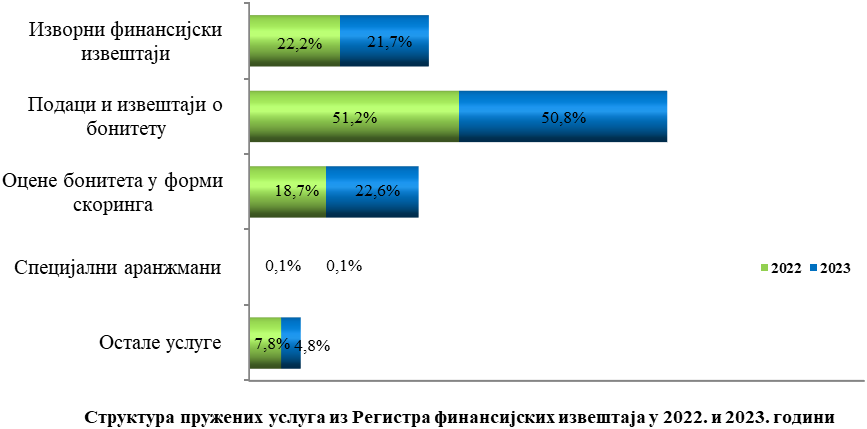 Изворни финансијски
извештаји
22,2% 21,7%
Подаци и извештаји о
бонитету
51,2% 50,8%
Оцене бонитета у форми
скоринга
18,7% 22,6%
Специјални аранжмани
0,1% 0,1%
2022 2023
Остале услуге
7,8% 4,8%
Структура пружених услуга из Регистра финансијских извештаја у 2022. и 2023. години